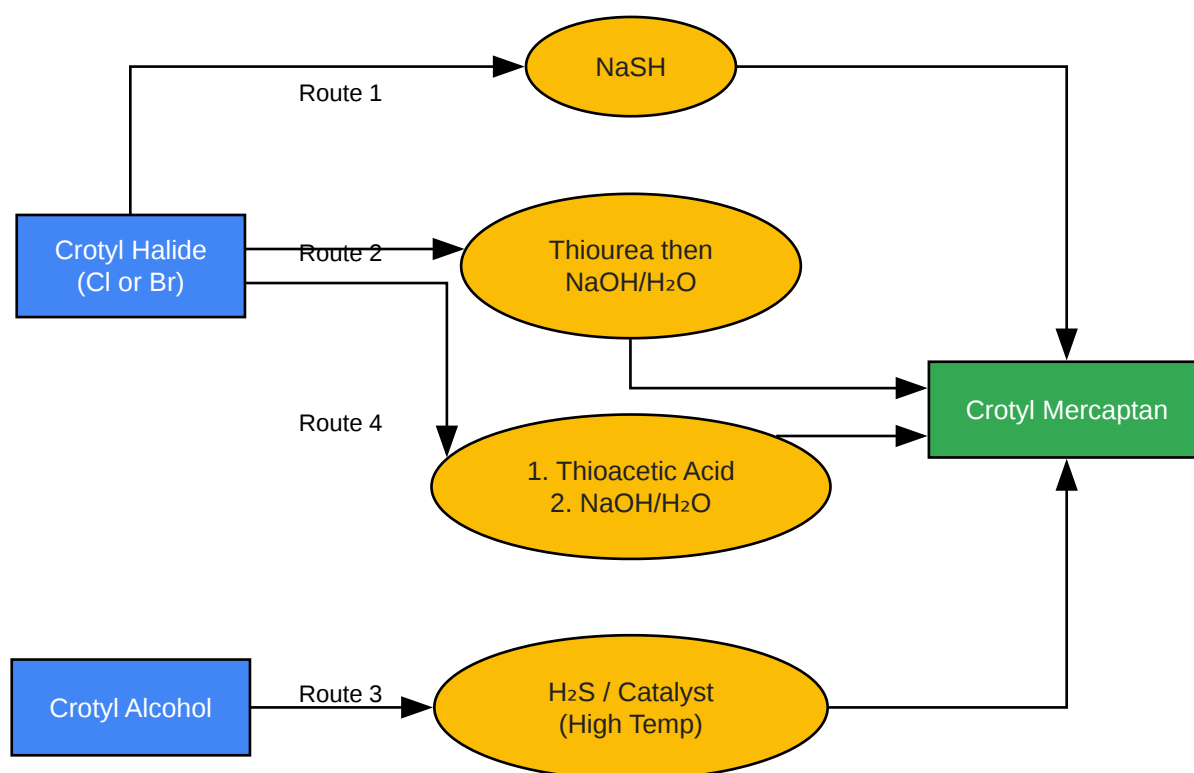 NaSH
Route 1
Crotyl Halide
(Cl or Br)
Route 2
Thiourea then
NaOH/H₂O
Crotyl Mercaptan
Route 4
1. Thioacetic Acid
2. NaOH/H₂O
Crotyl Alcohol
Route 3
H₂S / Catalyst
(High Temp)